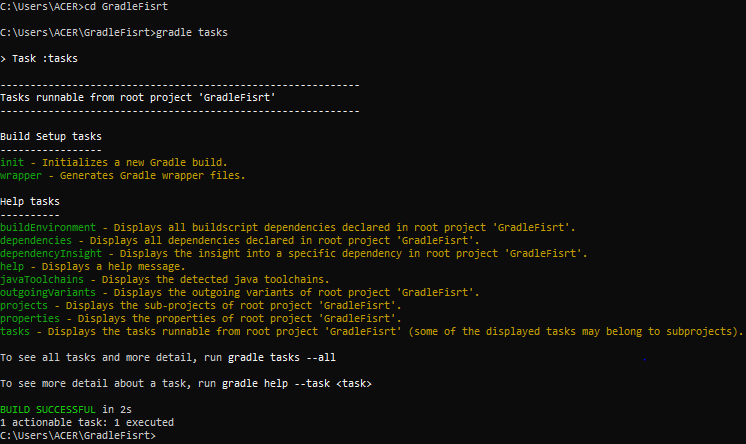 C:\Users\ACER>cd GradleFisrt
C:\Users\ACER\GradleFisrt>gradle tasks
> Task :tasks
------------------------------------------------------------
Tasks runnable from root project 'GradleFisrt'
------------------------------------------------------------
Build Setup tasks
-----------------
init - Initializes a new Gradle build.
wrapper - Generates Gradle wrapper files.
Help tasks
----------
buildEnvironment - Displays all buildscript dependencies declared in root project 'GradleFisrt'.
dependencies - Displays all dependencies declared in root project 'GradleFisrt'.
dependencyInsight - Displays the insight into a specific dependency in root project 'GradleFisrt'.
help - Displays a help message.
javaToolchains - Displays the detected java toolchains.
outgoingVariants - Displays the outgoing variants of root project 'GradleFisrt'.
projects - Displays the sub-projects of root project 'GradleFisrt'.
properties - Displays the properties of root project 'GradleFisrt'.
tasks - Displays the tasks runnable from root project 'GradleFisrt' (some of the displayed tasks may belong to subprojects).
To see all tasks and more detail, run gradle tasks --all
To see more detail about a task, run gradle help --task <task>
BUILD SUCCESSFUL in 2s
1 actionable task: 1 executed
C:\Users\ACER\GradleFisrt>